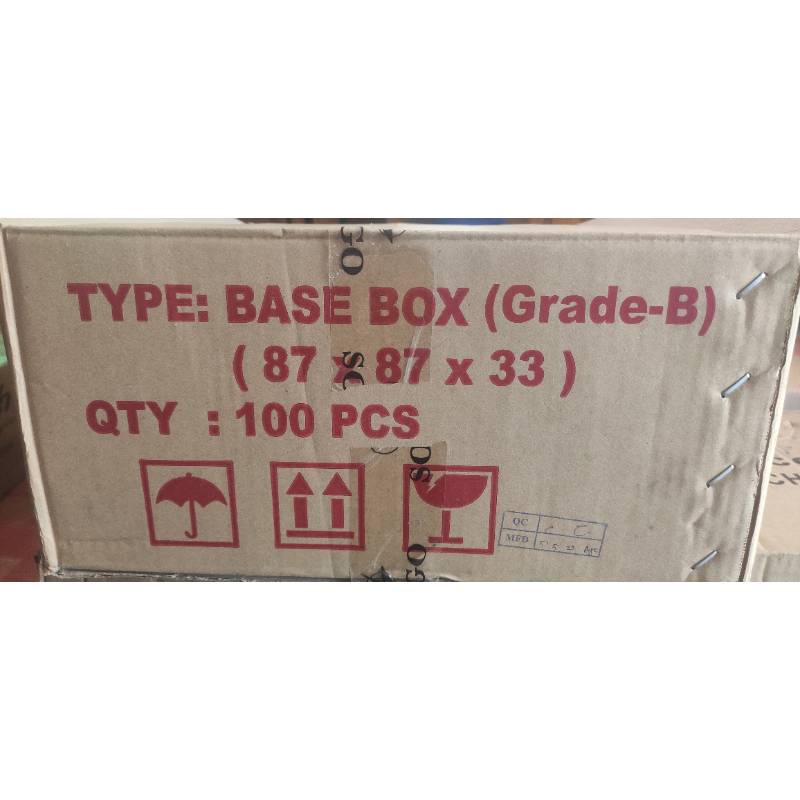 TYPE: BASE BOX (Grade-B)
( 87 x 87 x 33 )
QTY : 100 PCS
QC
MFD